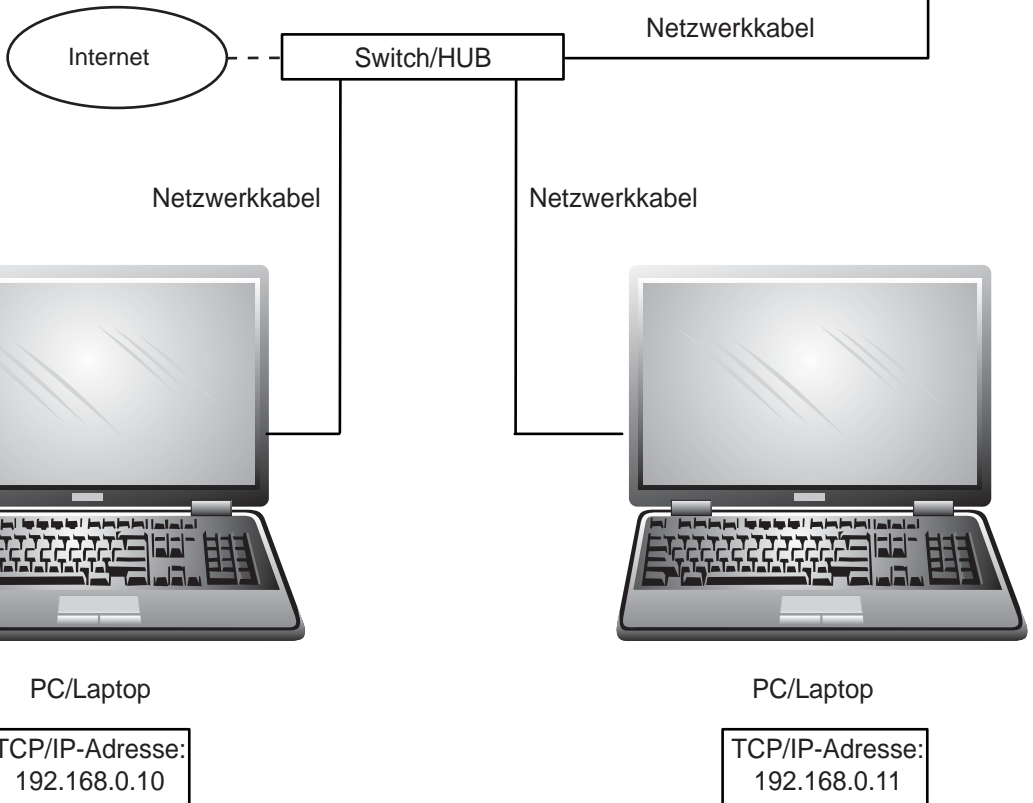 Netzwerkkabel
Internet
Switch/HUB
Netzwerkkabel
Netzwerkkabel
PC/Laptop
PC/Laptop
TCP/IP-Adresse:
192.168.0.10
TCP/IP-Adresse:
192.168.0.11